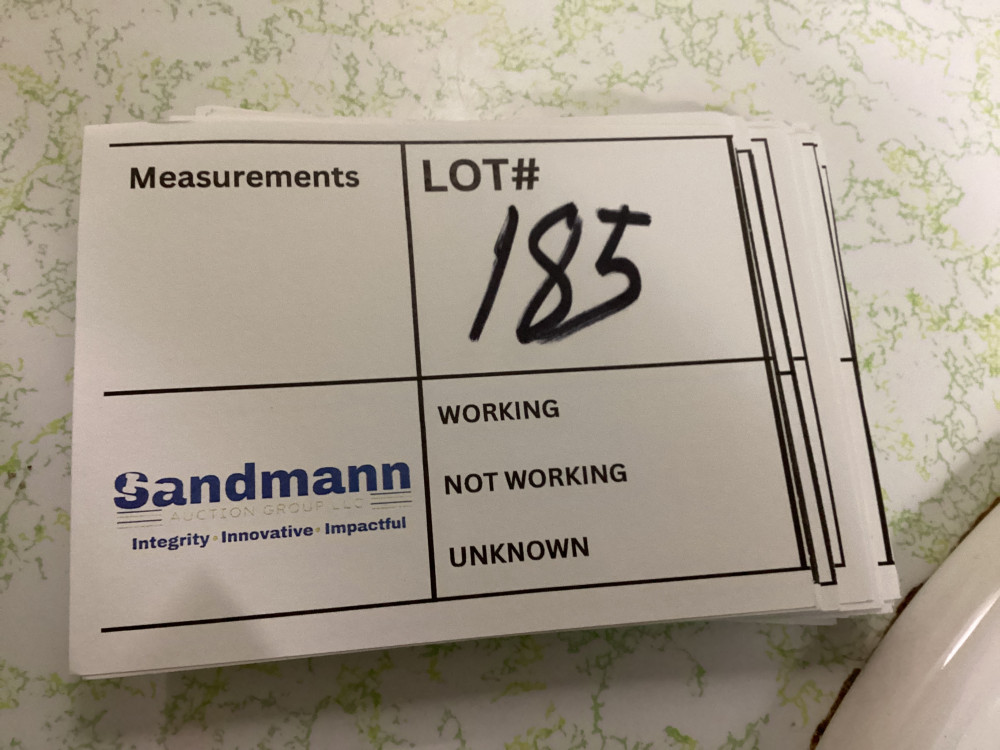 Measurements
LOT#
185
WORKING
NOT WORKING
UNKNOWN
Sandmann
AUCTION GROUP LLC
Integrity • Innovative • Impactful